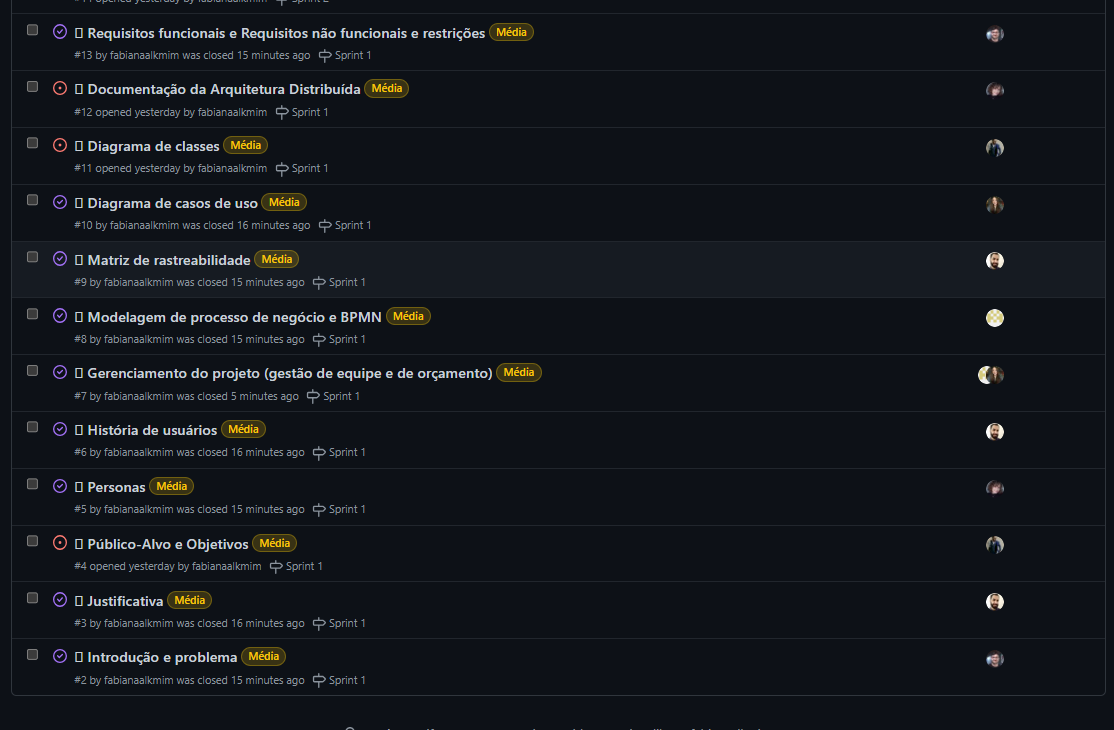 opened yesterday by fabianaalkmim Sprint 2
Requisitos funcionais e Requisitos não funcionais e restrições Média
#13 by fabianaalkmim was closed 15 minutes ago Sprint 1
Documentação da Arquitetura Distribuída Média
#12 opened yesterday by fabianaalkmim Sprint 1
Diagrama de classes Média
#11 opened yesterday by fabianaalkmim Sprint 1
Diagrama de casos de uso Média
#10 by fabianaalkmim was closed 16 minutes ago Sprint 1
Matriz de rastreabilidade Média
#9 by fabianaalkmim was closed 15 minutes ago Sprint 1
Modelagem de processo de negócio e BPMN Média
#8 by fabianaalkmim was closed 15 minutes ago Sprint 1
Gerenciamento do projeto (gestão de equipe e de orçamento) Média
#7 by fabianaalkmim was closed 5 minutes ago Sprint 1
História de usuários Média
#6 by fabianaalkmim was closed 16 minutes ago Sprint 1
Personas Média
#5 by fabianaalkmim was closed 15 minutes ago Sprint 1
Público-Alvo e Objetivos Média
#4 opened yesterday by fabianaalkmim Sprint 1
Justificativa Média
#3 by fabianaalkmim was closed 16 minutes ago Sprint 1
Introdução e problema Média
#2 by fabianaalkmim was closed 15 minutes ago Sprint 1